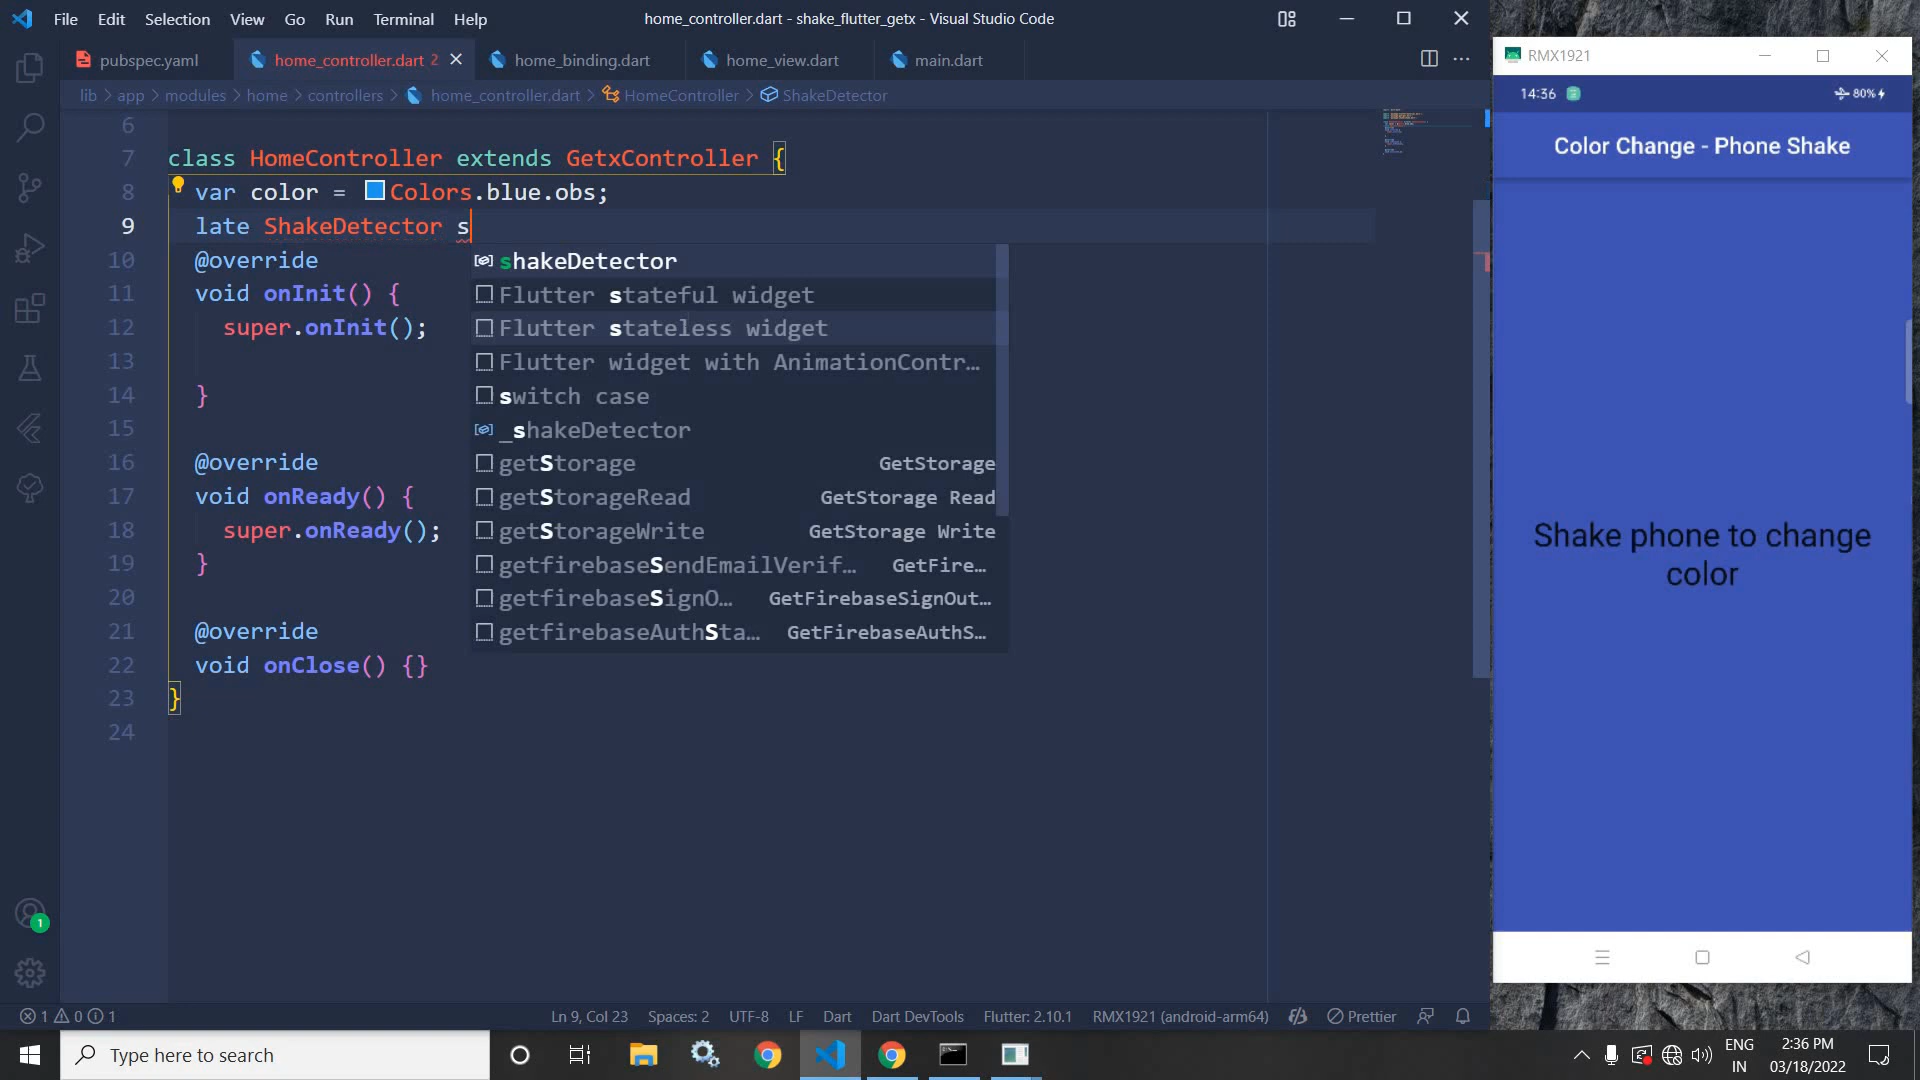 File Edit Selection View Go Run Terminal Help
home_controller.dart - shake_flutter_getx - Visual Studio Code
pubspec.yaml
home_controller.dart 2
home_binding.dart
home_view.dart
main.dart
lib > app > modules > home > controllers > home_controller.dart > HomeController > ShakeDetector
6
7 class HomeController extends GetxController {
8 var color = Colors.blue.obs;
9 late ShakeDetector s
10 @override
11 void onInit() {
12 super.onInit();
13
14 }
15
16 @override
17 void onReady() {
18 super.onReady();
19 }
20
21 @override
22 void onClose() {}
23 }
24
shakeDetector
Flutter stateful widget
Flutter stateless widget
Flutter widget with AnimationContr…
switch case
_shakeDetector
getStorage GetStorage
getStorageRead GetStorage Read
getStorageWrite GetStorage Write
getfirebaseSendEmailVerif… GetFire…
getfirebaseSignO… GetFirebaseSignOut…
getfirebaseAuthSta… GetFirebaseAuthS…
RMX1921
14:36
80%
Color Change - Phone Shake
Shake phone to change
color
1
1 0 1
Ln 9, Col 23 Spaces: 2 UTF-8 LF Dart Dart DevTools Flutter: 2.10.1 RMX1921 (android-arm64) Prettier
Type here to search
ENG
IN
2:36 PM
03/18/2022